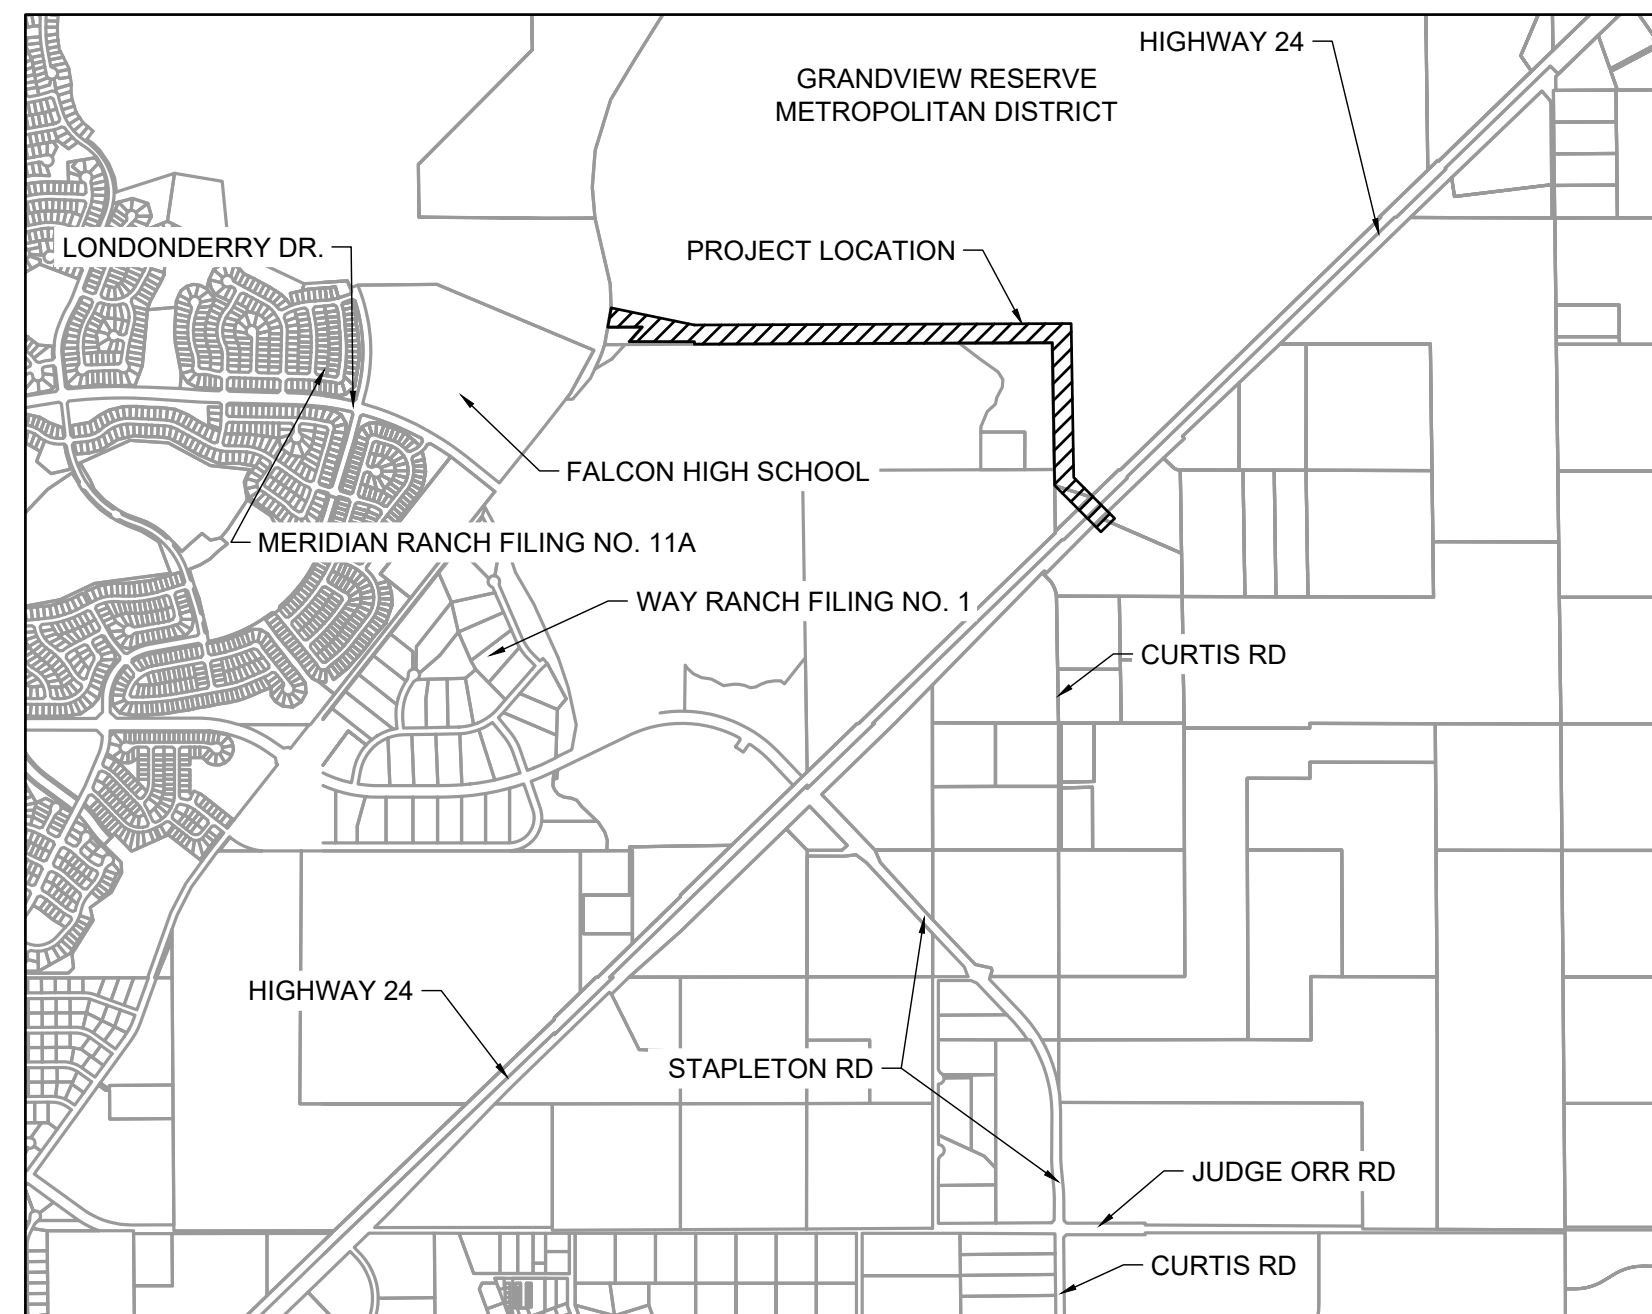 HIGHWAY 24
GRANDVIEW RESERVE
METROPOLITAN DISTRICT
LONDONDERRY DR.
PROJECT LOCATION
FALCON HIGH SCHOOL
MERIDIAN RANCH FILING NO. 11A
WAY RANCH FILING NO. 1
CURTIS RD
HIGHWAY 24
STAPLETON RD
JUDGE ORR RD
CURTIS RD